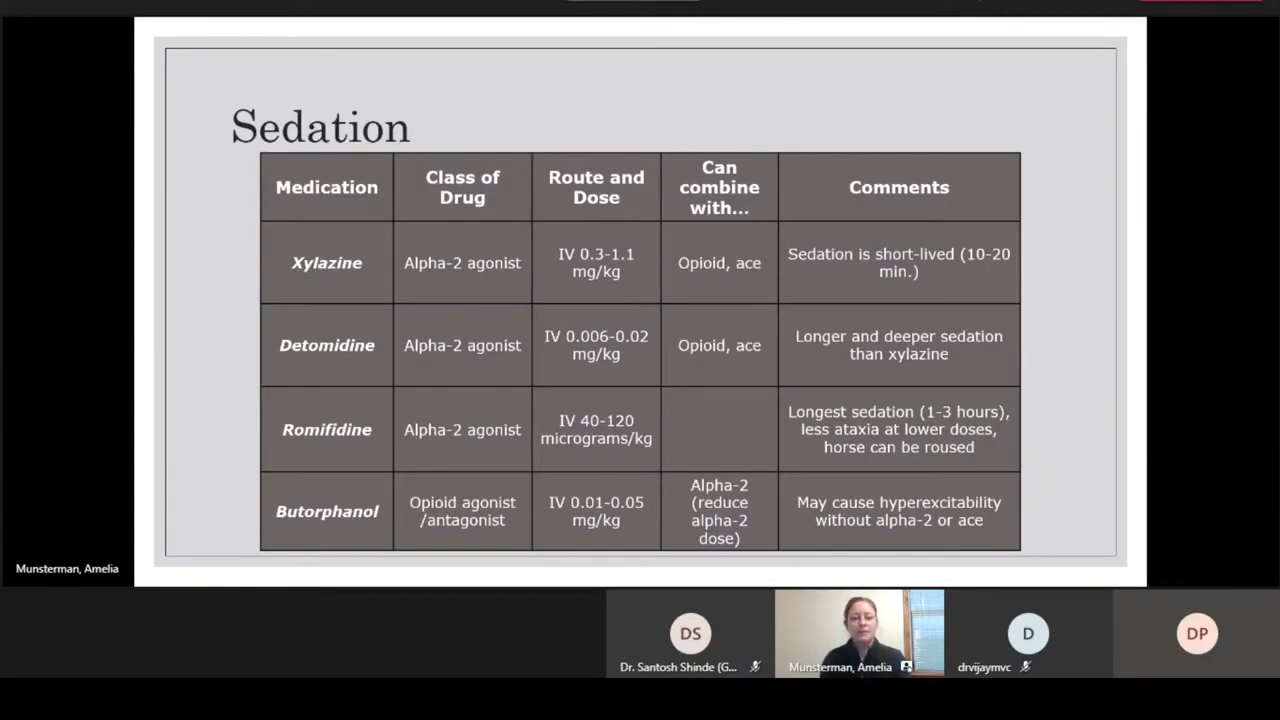 Sedation
Medication
Class of
Drug
Route and
Dose
Can
combine
with...
Comments
Xylazine
Alpha-2 agonist
IV 0.3-1.1
mg/kg
Opioid, ace
Sedation is short-lived (10-20
min.)
Detomidine
Alpha-2 agonist
IV 0.006-0.02
mg/kg
Opioid, ace
Longer and deeper sedation
than xylazine
Romifidine
Alpha-2 agonist
IV 40-120
micrograms/kg
Longest sedation (1-3 hours),
less ataxia at lower doses,
horse can be roused
Butorphanol
Opioid agonist
/antagonist
IV 0.01-0.05
mg/kg
Alpha-2
(reduce
alpha-2
dose)
May cause hyperexcitability
without alpha-2 or ace
Munsterman, Amelia
DS
Dr. Santosh Shinde (G...
Munsterman, Amelia
D
drvijaymvc
DP